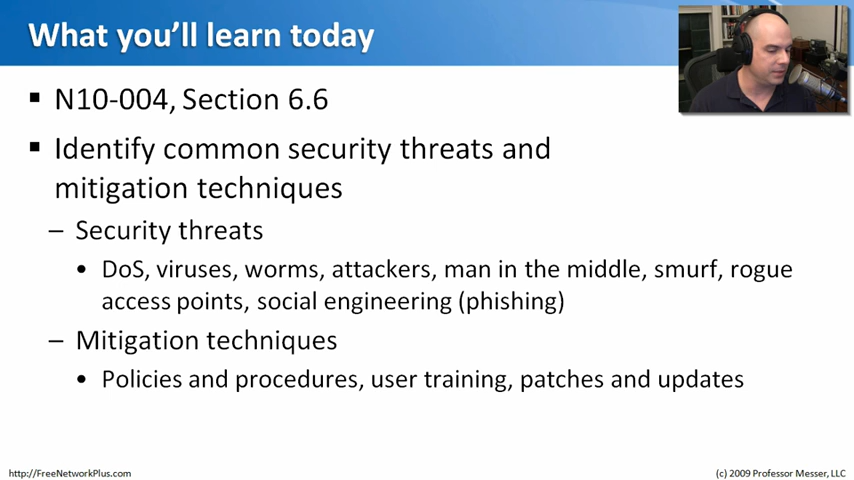 What you’ll learn today
▪ N10-004, Section 6.6
▪ Identify common security threats and
mitigation techniques
– Security threats
• DoS, viruses, worms, attackers, man in the middle, smurf, rogue
access points, social engineering (phishing)
– Mitigation techniques
• Policies and procedures, user training, patches and updates
http://FreeNetworkPlus.com
(c) 2009 Professor Messer, LLC